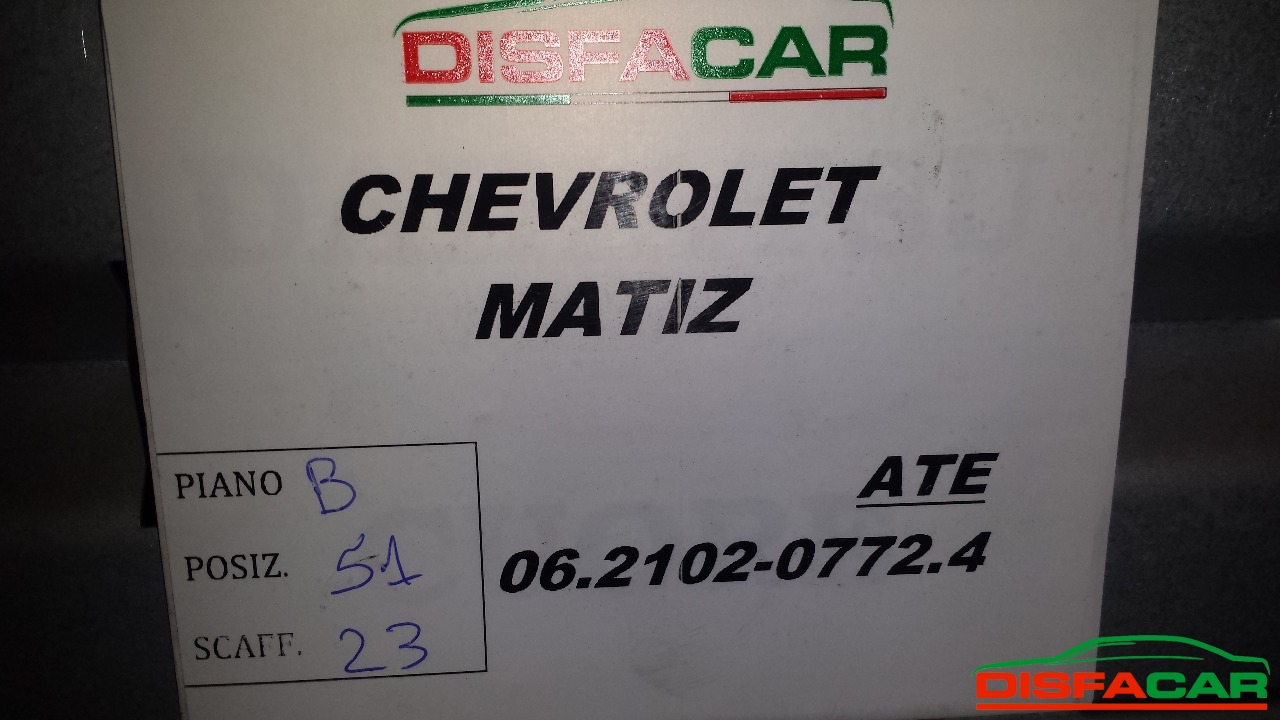 DISFACAR
CHEVROLET
MATIZ
ATE
06.2102-0772.4
PIANO B
POSIZ. 51
SCAFF. 23
DISFACAR